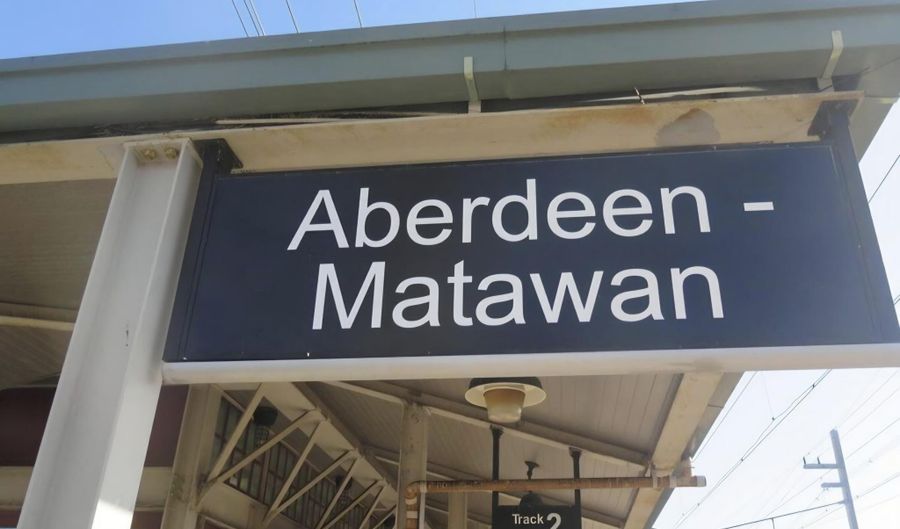 Aberdeen -
Matawan
Track 2